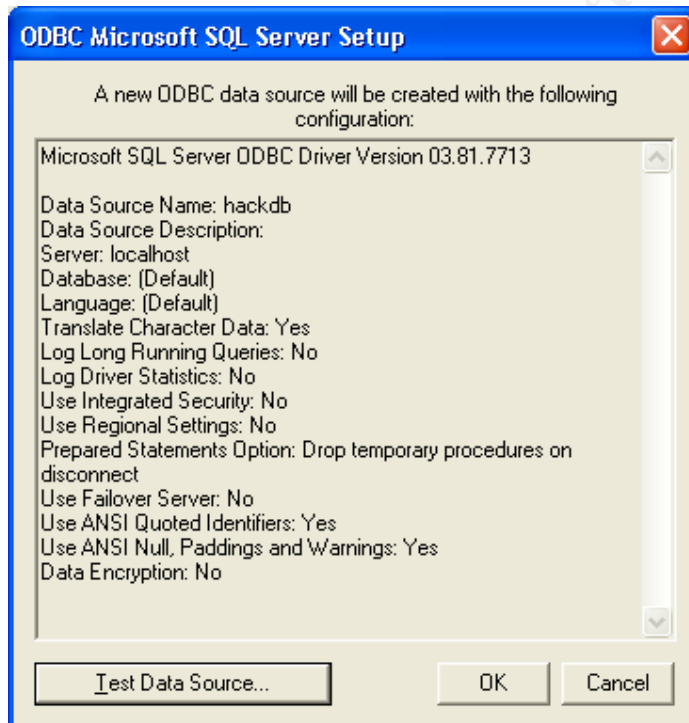 ODBC Microsoft SQL Server Setup
A new ODBC data source will be created with the following
configuration:
Microsoft SQL Server ODBC Driver Version 03.81.7713
Data Source Name: hackdb
Data Source Description:
Server: localhost
Database: (Default)
Language: (Default)
Translate Character Data: Yes
Log Long Running Queries: No
Log Driver Statistics: No
Use Integrated Security: No
Use Regional Settings: No
Prepared Statements Option: Drop temporary procedures on
disconnect
Use Failover Server: No
Use ANSI Quoted Identifiers: Yes
Use ANSI Null, Paddings and Warnings: Yes
Data Encryption: No
Test Data Source... OK Cancel